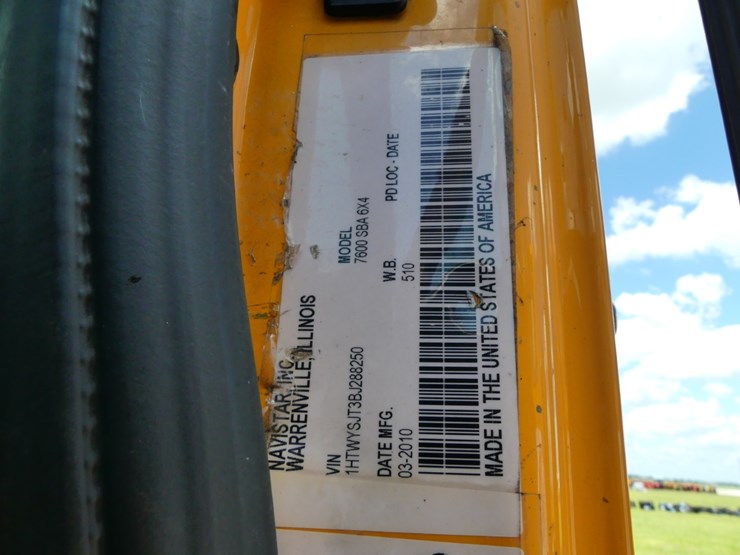 NAVISTAR, INC.
WARRENVILLE, ILLINOIS
VIN MODEL
1HTWYSJT3BJ288250 7600 SBA 6X4
DATE MFG. W.B. PD LOC - DATE
03-2010 510
MADE IN THE UNITED STATES OF AMERICA